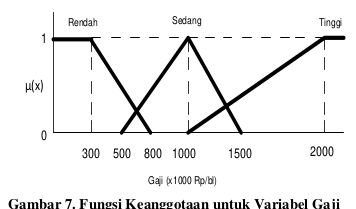 Rendah Sedang Tinggi
1
µ(x)
0
300 500 800 1000 1500 2000
Gaji (x1000 Rp/bl)
Gambar 7. Fungsi Keanggotaan untuk Variabel Gaji